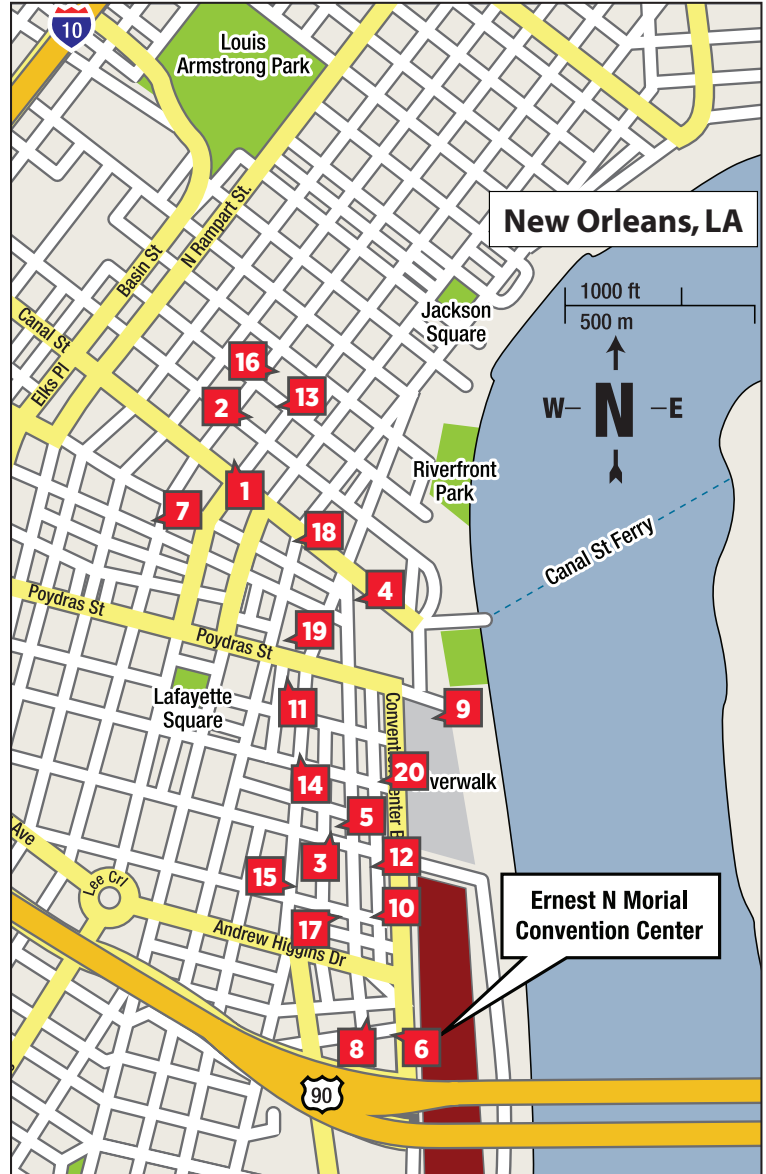 10
Louis
Armstrong Park
New Orleans, LA
N Rampart St.
Basin St
1000 ft
500 m
Jackson
Square
Canal St
W
N
E
Elks Pl
16
13
2
Riverfront
Park
1
7
18
Canal St Ferry
4
Poydras St
19
Poydras St
Lafayette
Square
11
9
Convention Center B
14
20
verwalk
5
3
12
15
Ave
Lee Crl
10
Ernest N Morial
Convention Center
17
Andrew Higgins Dr
8
6
90